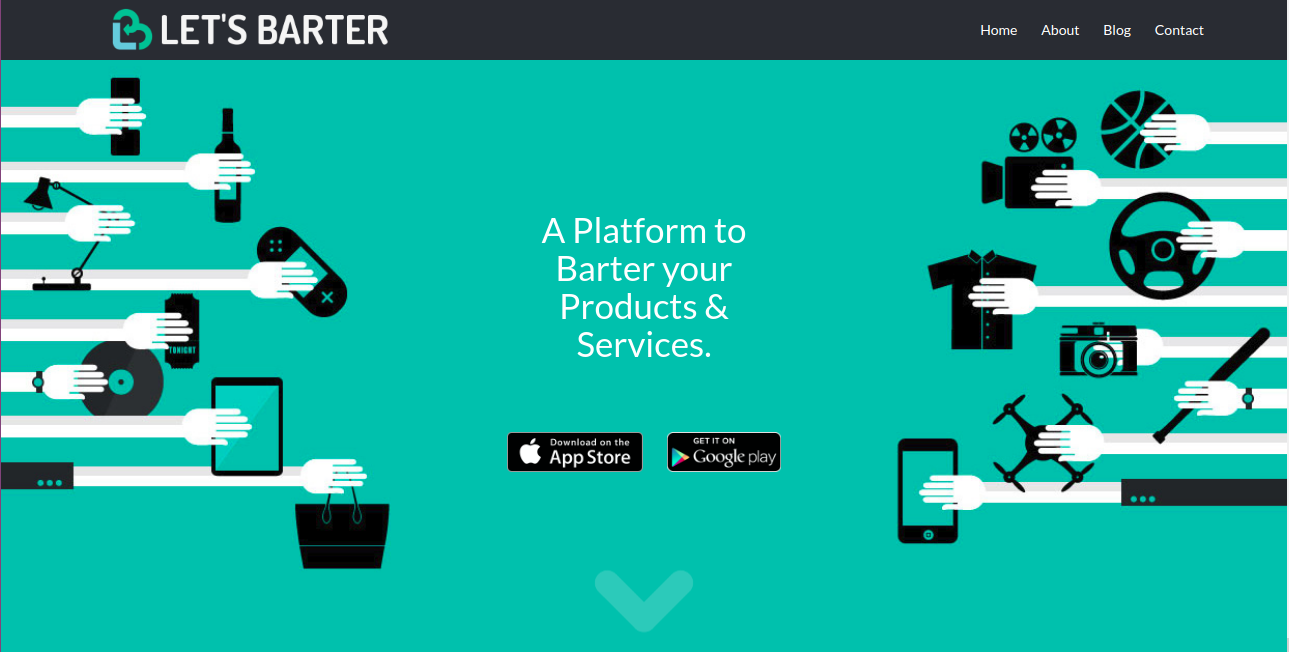 LET'S BARTER
Home About Blog Contact
A Platform to
Barter your
Products &
Services.
TONIGHT
Download on the
App Store
GET IT ON
Google play